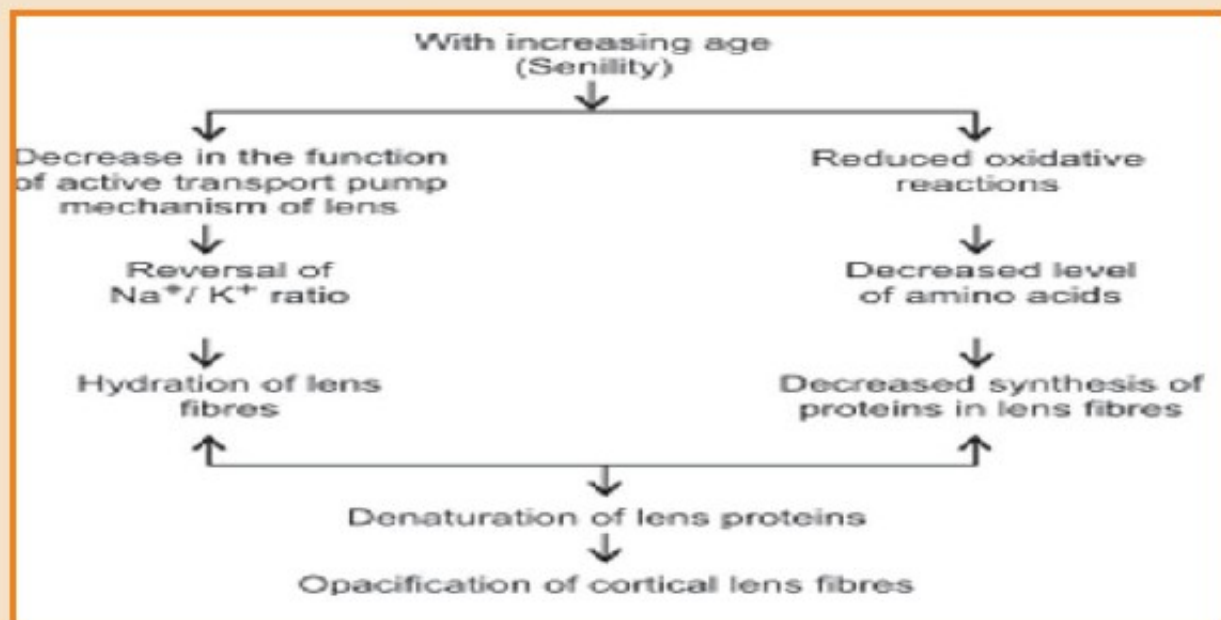 With increasing age
(Senility)
Decrease in the function
of active transport pump
mechanism of lens
Reduced oxidative
reactions
Reversal of
Na+/ K+ ratio
Decreased level
of amino acids
Hydration of lens
fibres
Decreased synthesis of
proteins in lens fibres
Denaturation of lens proteins
Opacification of cortical lens fibres